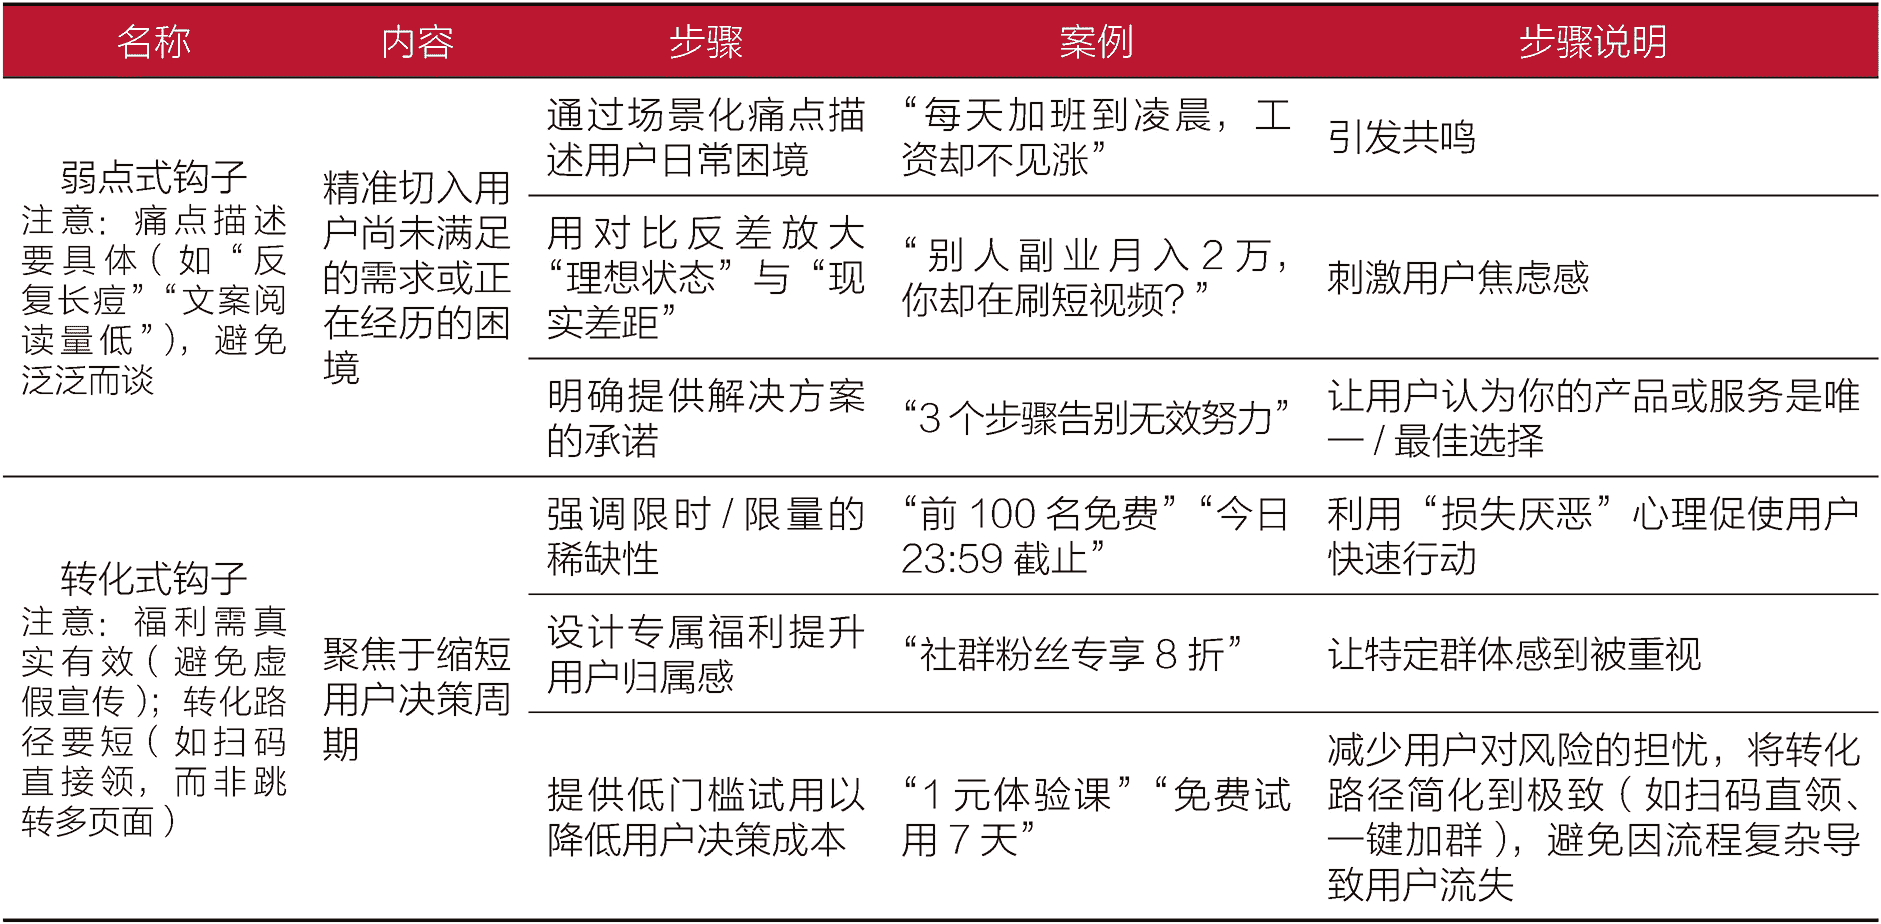 名称 内容 步骤 案例 步骤说明
弱点式钩子
注意：痛点描述
要具体（如“反
复长痘”“文案阅
读量低”），避免
泛泛而谈
精准切入用
户尚未满足
的需求或正
在经历的困
境
通过场景化痛点描
述用户日常困境
“每天加班到凌晨，工
资却不见涨”
引发共鸣
用对比反差放大
“理想状态”与“现
实差距”
“别人副业月入2万，
你却在刷短视频？”
刺激用户焦虑感
明确提供解决方案
的承诺
“3个步骤告别无效努力”
让用户认为你的产品或服务是唯
一/最佳选择
转化式钩子
注意：福利需真
实有效（避免虚
假宣传）；转化路
径要短（如扫码
直接领，而非跳
转多页面）
聚焦于缩短
用户决策周
期
强调限时/限量的
稀缺性
“前100名免费”“今日
23:59截止”
利用“损失厌恶”心理促使用户
快速行动
设计专属福利提升
用户归属感
“社群粉丝专享8折”
让特定群体感到被重视
提供低门槛试用以
降低用户决策成本
“1元体验课”“免费试
用7天”
减少用户对风险的担忧，将转化
路径简化到极致（如扫码直领、
一键加群），避免因流程复杂导
致用户流失